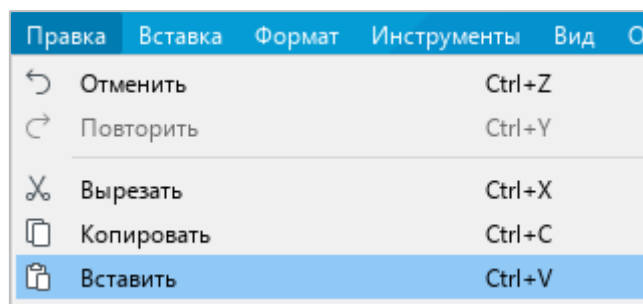 Правка Вставка Формат Инструменты Вид
Отменить Ctrl+Z
Повторить Ctrl+Y
Вырезать Ctrl+X
Копировать Ctrl+C
Вставить Ctrl+V